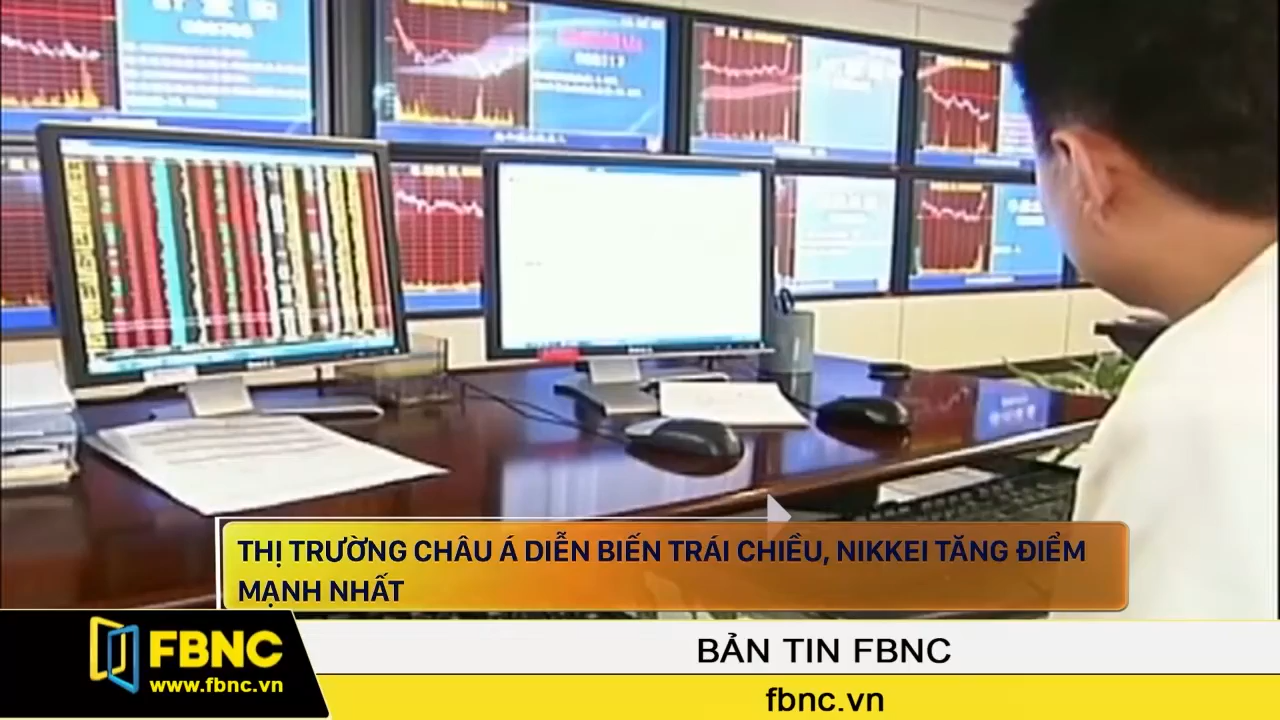 THỊ TRƯỜNG CHÂU Á DIỄN BIẾN TRÁI CHIỀU, NIKKEI TĂNG ĐIỂM
MẠNH NHẤT
FBNC
www.fbnc.vn
BẢN TIN FBNC
fbnc.vn